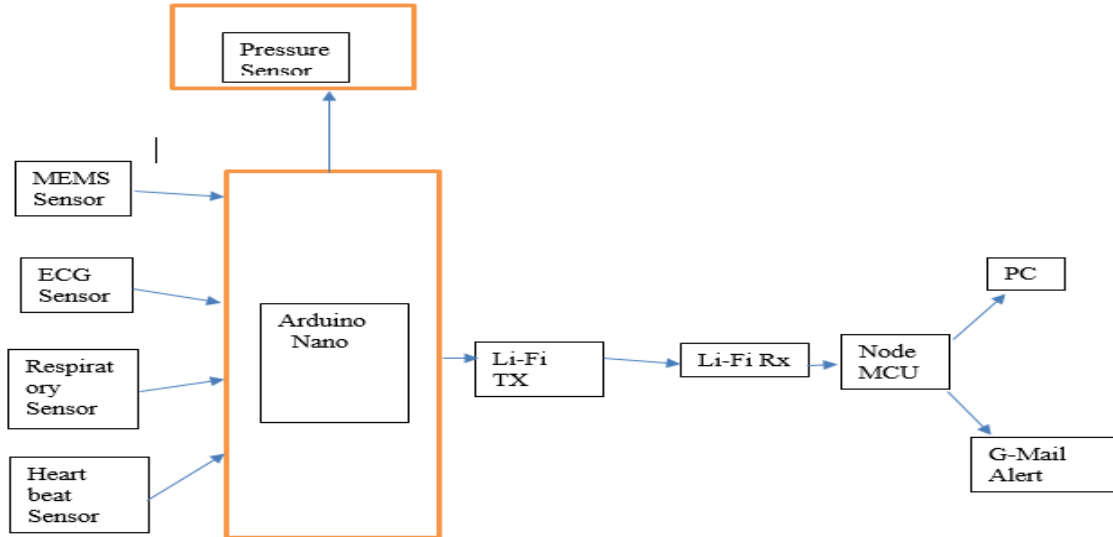 Pressure
Sensor
MEMS
Sensor
ECG
Sensor
Respirat
ory
Sensor
Heart
beat
Sensor
Arduino
Nano
Li-Fi
TX
Li-Fi Rx
Node
MCU
PC
G-Mail
Alert